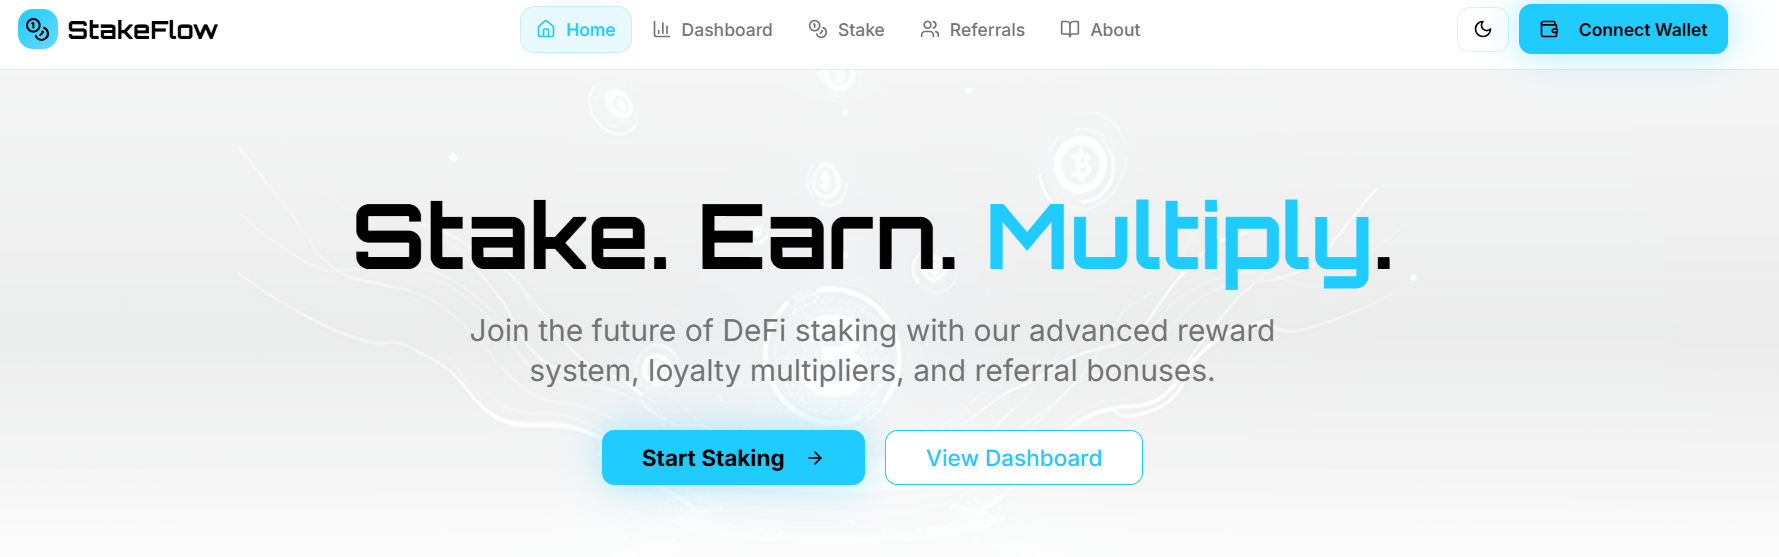 StakeFlow
Home
Dashboard
Stake
Referrals
About
Connect Wallet
Stake. Earn. Multiply.
Join the future of DeFi staking with our advanced reward
system, loyalty multipliers, and referral bonuses.
Start Staking
View Dashboard